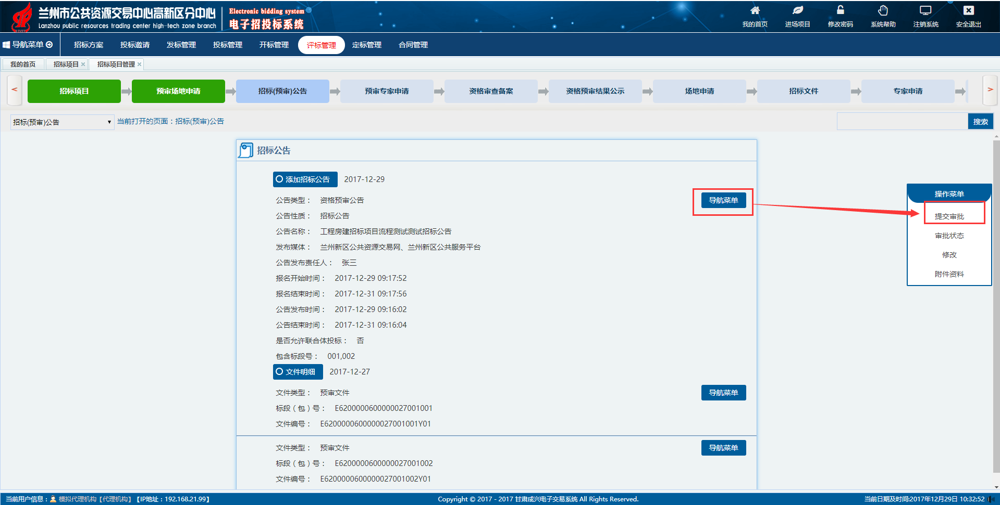 兰州市公共资源交易中心高新区分中心
Lanzhou public resources trading center high-tech zone branch
Electronic bidding system
电子招投标系统
我的首页 进场项目 修改密码 系统帮助 注销系统 安全退出
导航菜单 招标方案 投标邀请 发标管理 投标管理 开标管理 评标管理 定标管理 合同管理
我的首页 招标项目 × 招标项目管理 ×
< 招标项目 预审场地申请 招标(预审)公告 预审专家申请 资格审查备案 资格预审结果公示 场地申请 招标文件 专家申请 >
招标(预审)公告 当前打开的页面：招标(预审)公告 搜索
招标公告
添加招标公告 2017-12-29
公告类型： 资格预审公告 导航菜单
公告性质： 招标公告
公告名称： 工程房建招标项目流程测试测试招标公告
发布媒体： 兰州新区公共资源交易网、兰州新区公共服务平台
公告发布责任人： 张三
报名开始时间： 2017-12-29 09:17:52
报名结束时间： 2017-12-31 09:17:56
公告发布时间： 2017-12-29 09:16:02
公告结束时间： 2017-12-31 09:16:04
是否允许联合体投标： 否
包含标段号： 001,002
文件明细 2017-12-27
文件类型： 预审文件 导航菜单
标段（包）号： E6200000600000027001001
文件编号： E6200000600000027001001Y01
文件类型： 预审文件 导航菜单
标段（包）号： E6200000600000027001002
文件编号： E6200000600000027001002Y01
操作菜单
提交审批
审批状态
修改
附件资料
当前用户信息： 模拟代理机构【代理机构】【IP地址：192.168.21.99】 Copyright © 2017 - 2017 甘肃成兴电子交易系统 All Rights Reserved. 当前日期及时间:2017年12月29日 10:32:52